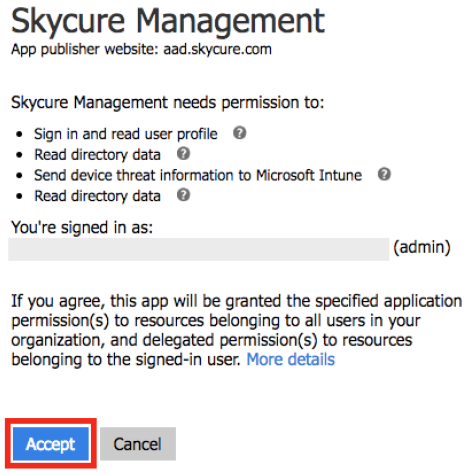 Skycure Management
App publisher website: aad.skycure.com
Skycure Management needs permission to:
• Sign in and read user profile ?
• Read directory data ?
• Send device threat information to Microsoft Intune ?
• Read directory data ?
You're signed in as:
(admin)
If you agree, this app will be granted the specified application
permission(s) to resources belonging to all users in your
organization, and delegated permission(s) to resources
belonging to the signed-in user. More details
Accept Cancel